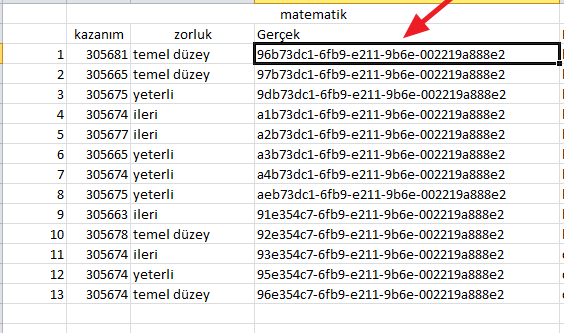 matematik
kazanım zorluk Gerçek
1 305681 temel düzey 96b73dc1-6fb9-e211-9b6e-002219a888e2
2 305665 temel düzey 97b73dc1-6fb9-e211-9b6e-002219a888e2
3 305675 yeterli 9db73dc1-6fb9-e211-9b6e-002219a888e2
4 305674 ileri a1b73dc1-6fb9-e211-9b6e-002219a888e2
5 305677 ileri a2b73dc1-6fb9-e211-9b6e-002219a888e2
6 305665 yeterli a3b73dc1-6fb9-e211-9b6e-002219a888e2
7 305674 yeterli a4b73dc1-6fb9-e211-9b6e-002219a888e2
8 305675 yeterli aeb73dc1-6fb9-e211-9b6e-002219a888e2
9 305663 ileri 91e354c7-6fb9-e211-9b6e-002219a888e2
10 305678 temel düzey 92e354c7-6fb9-e211-9b6e-002219a888e2
11 305674 ileri 93e354c7-6fb9-e211-9b6e-002219a888e2
12 305674 yeterli 95e354c7-6fb9-e211-9b6e-002219a888e2
13 305674 temel düzey 96e354c7-6fb9-e211-9b6e-002219a888e2